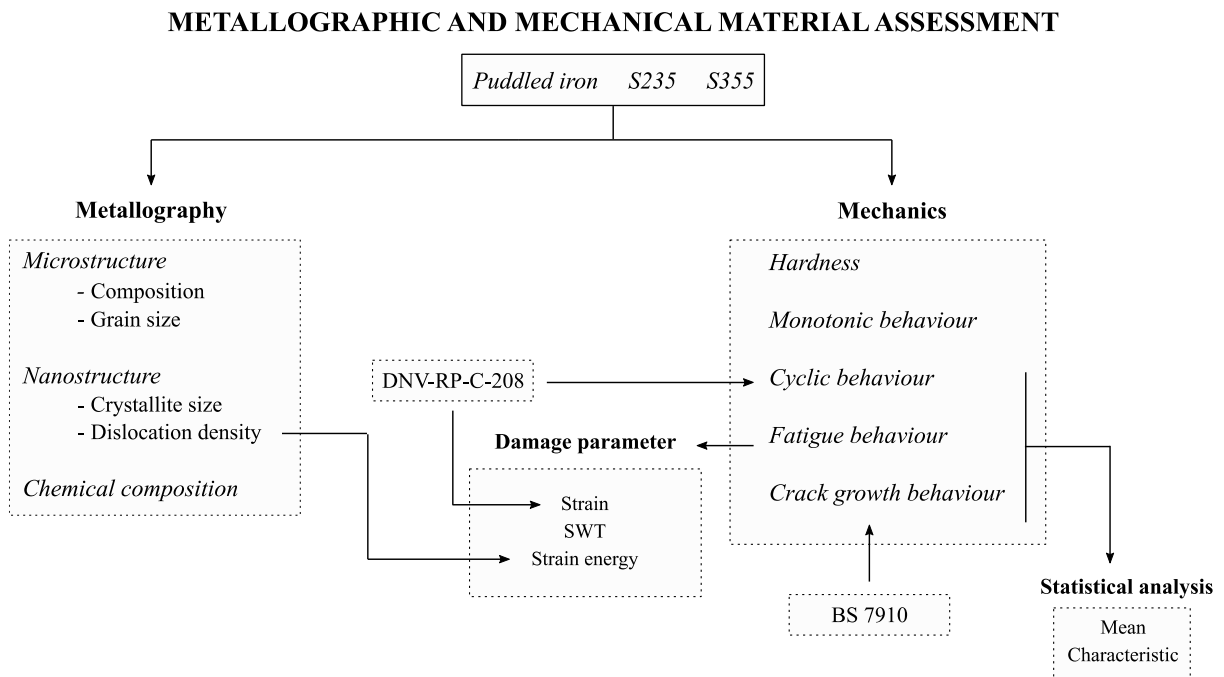 METALLOGRAPHIC AND MECHANICAL MATERIAL ASSESSMENT
Puddled iron S235 S355
Metallography
Microstructure
- Composition
- Grain size
Nanostructure
- Crystallite size
- Dislocation density
Chemical composition
DNV-RP-C-208
Damage parameter
Strain
SWT
Strain energy
Mechanics
Hardness
Monotonic behaviour
Cyclic behaviour
Fatigue behaviour
Crack growth behaviour
BS 7910
Statistical analysis
Mean
Characteristic